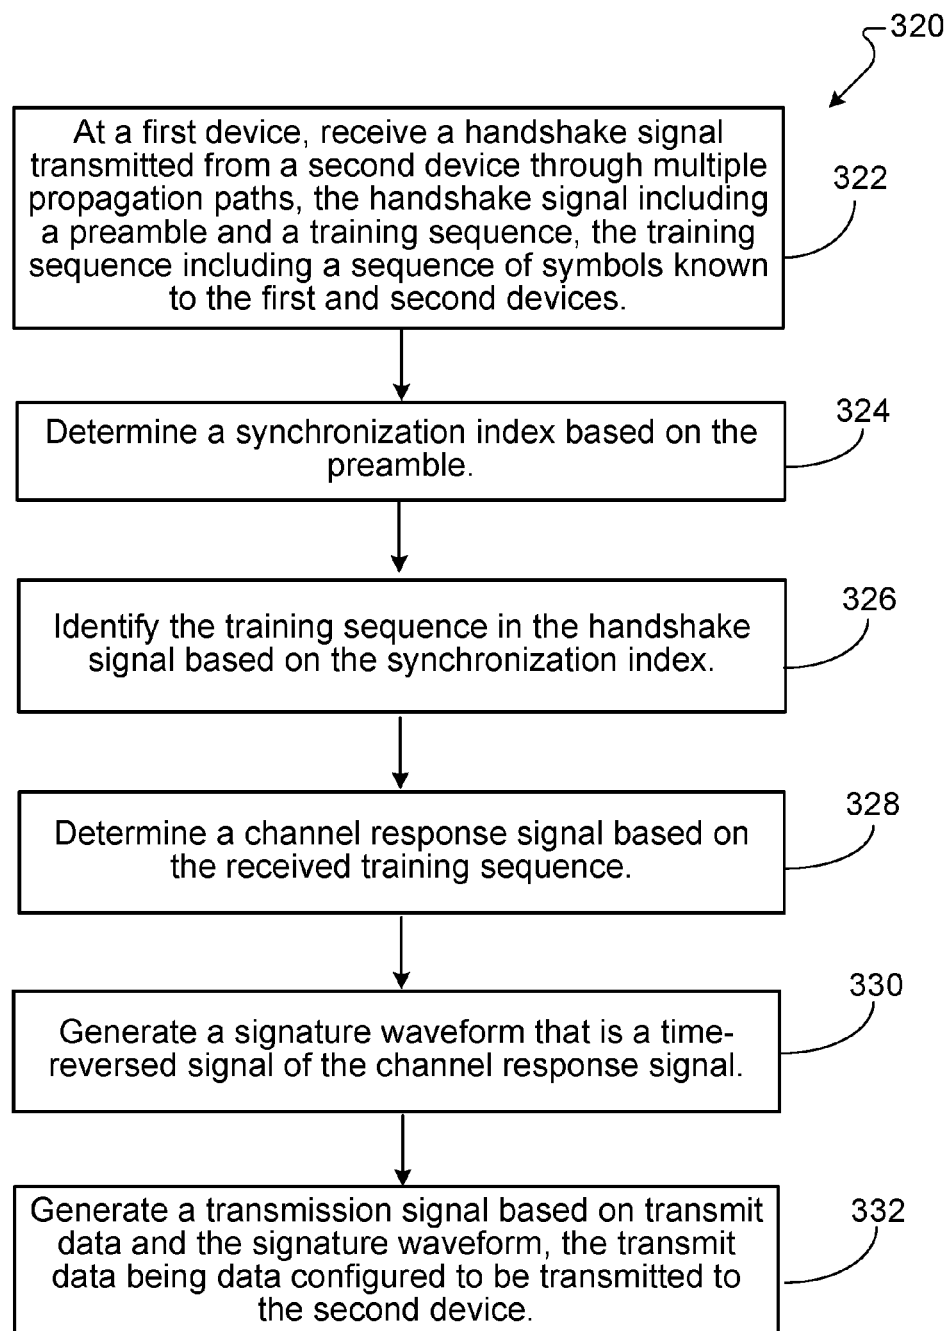 320
At a first device, receive a handshake signal
transmitted from a second device through multiple
propagation paths, the handshake signal including
a preamble and a training sequence, the training
sequence including a sequence of symbols known
to the first and second devices.
322
Determine a synchronization index based on the
preamble.
324
Identify the training sequence in the handshake
signal based on the synchronization index.
326
Determine a channel response signal based on
the received training sequence.
328
Generate a signature waveform that is a time-
reversed signal of the channel response signal.
330
Generate a transmission signal based on transmit
data and the signature waveform, the transmit
data being data configured to be transmitted to
the second device.
332